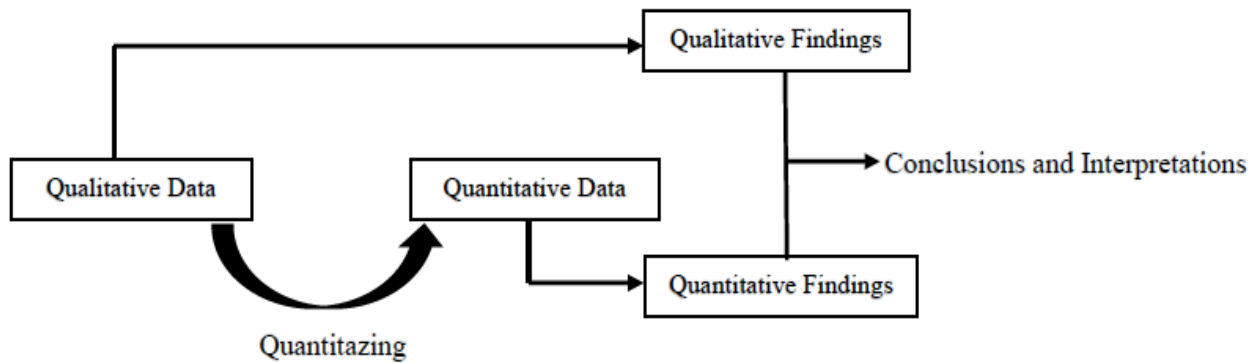 Qualitative Findings
Qualitative Data
Quantitative Data
Conclusions and Interpretations
Quantitative Findings
Quantitazing